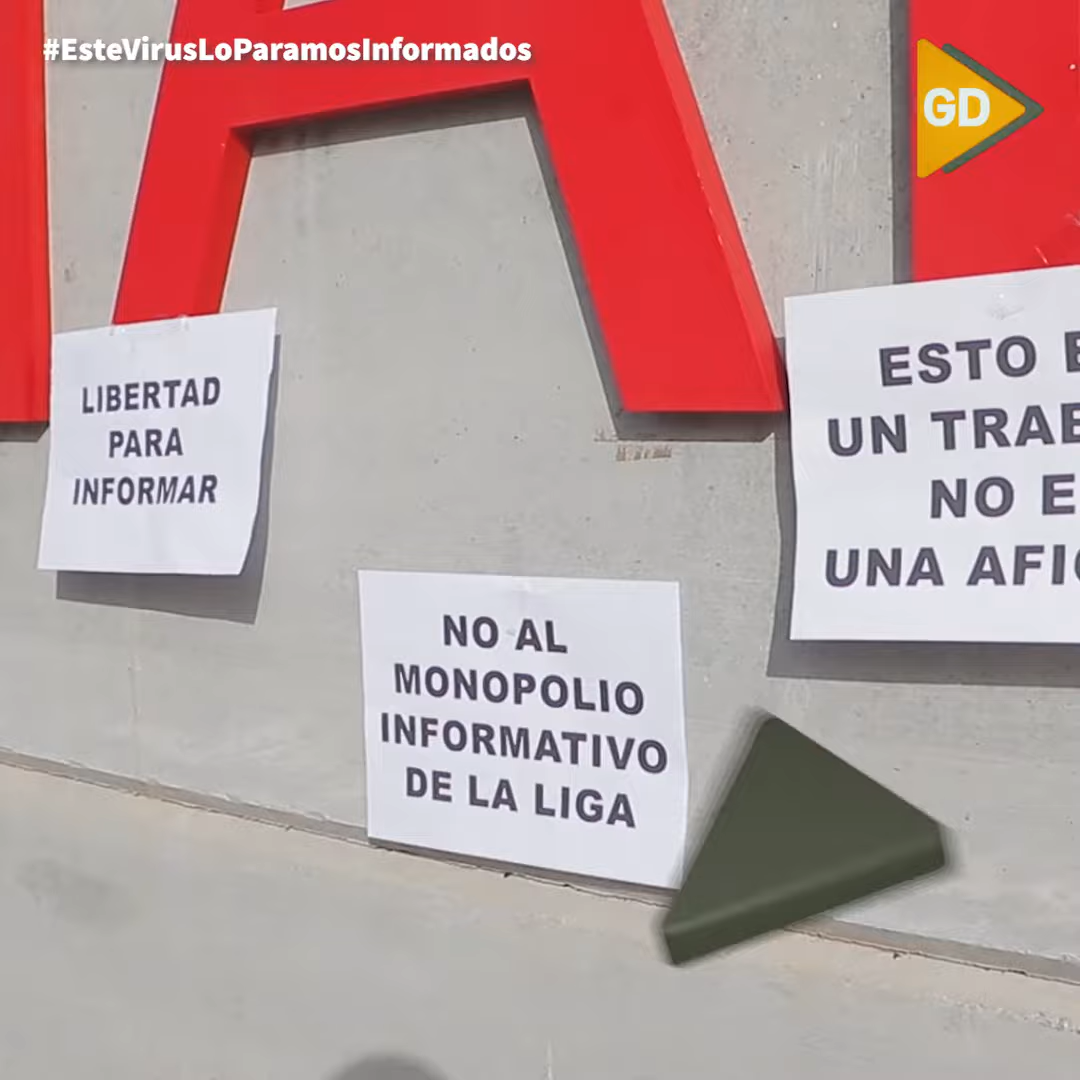 #EsteVirusLoParamosInformados
GD
LIBERTAD
PARA
INFORMAR
NO AL
MONOPOLIO
INFORMATIVO
DE LA LIGA
ESTO
UN
NO
UNA